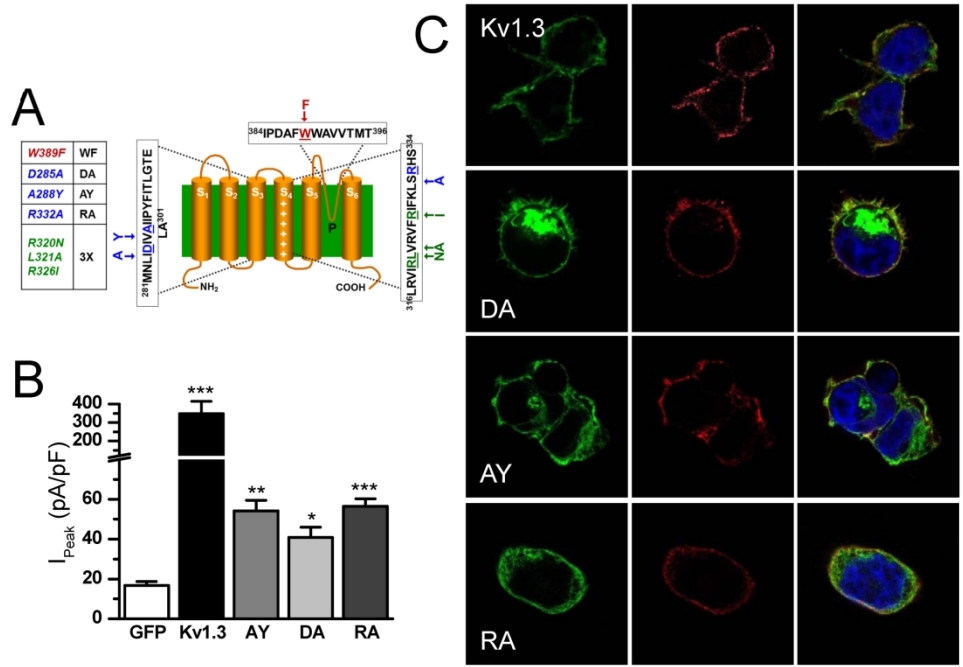 A
W389F WF
D285A DA
A288Y AY
R332A RA
R320N
L321A
R326I
3X
Y
A
281MNLIDIVAIIPYFITLGTE
LA301
F
384IPDAFWWAVVTMT396
S1 S2 S3 S4 S5 S6
+
+
+
+
+
P
NH2
COOH
316LRVIRLVRVFRIFKLSRHS334
A
I
NA
B
IPeak (pA/pF)
400
300
200
60
40
20
0
***
**
*
***
GFP Kv1.3 AY DA RA
C
Kv1.3
DA
AY
RA